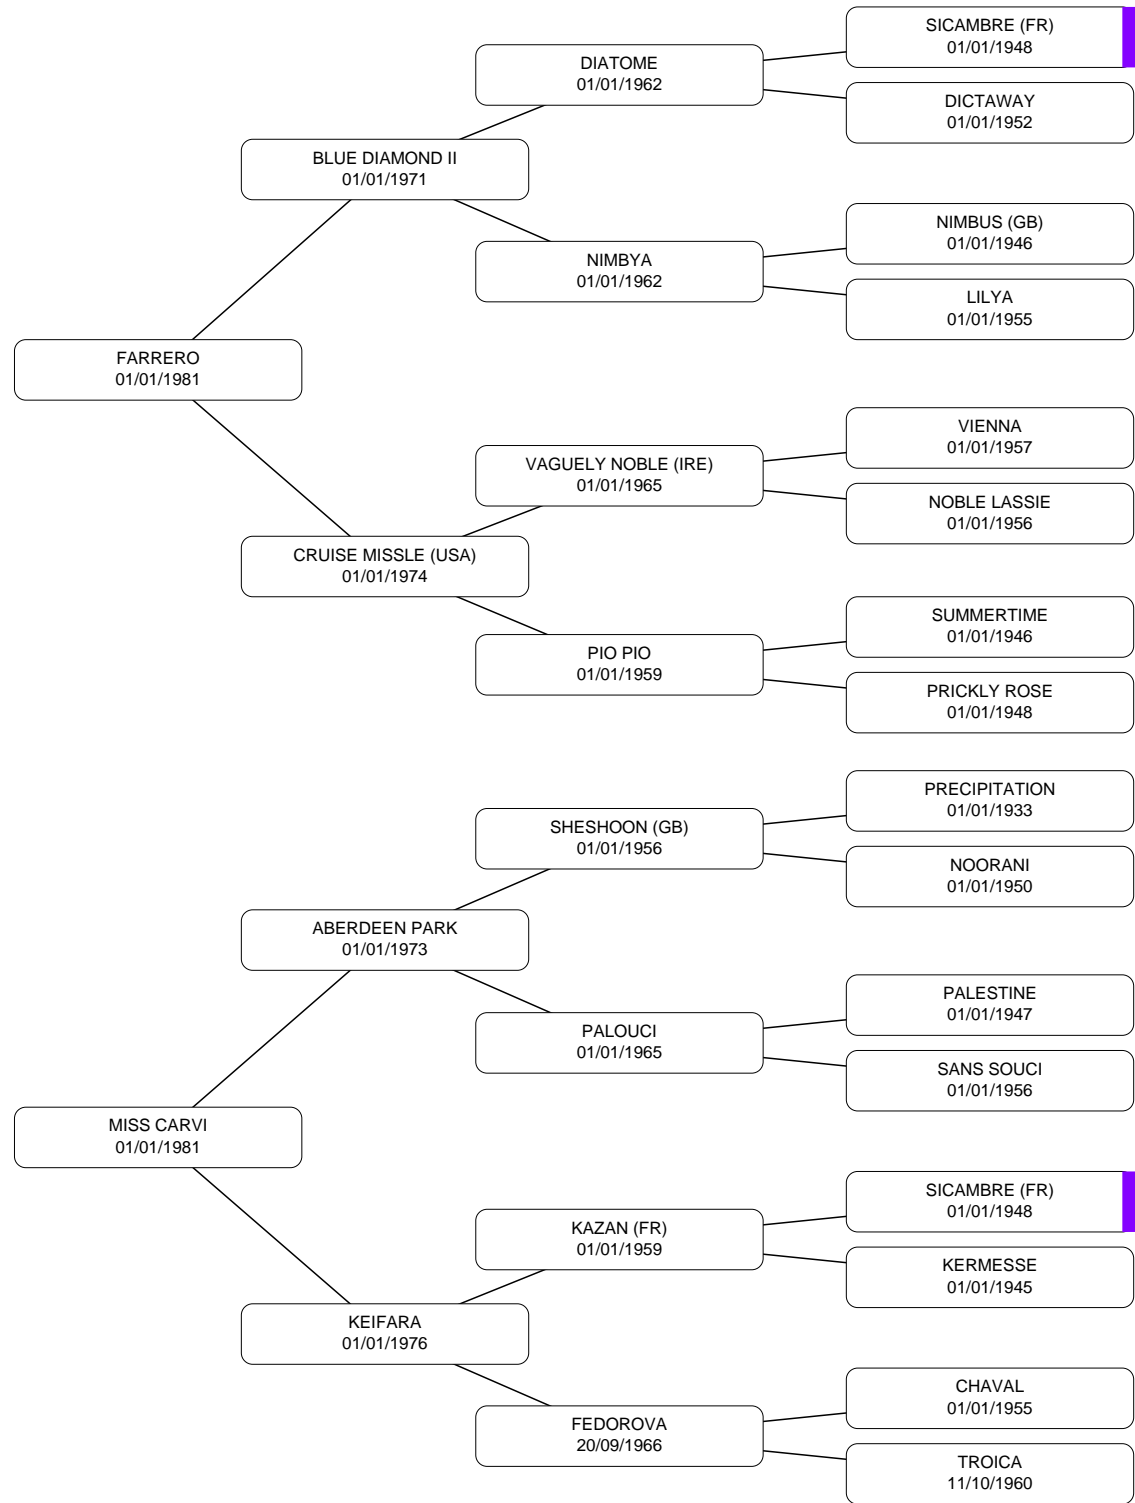 SICAMBRE (FR)
01/01/1948
DIATOME
01/01/1962
DICTAWAY
01/01/1952
BLUE DIAMOND II
01/01/1971
NIMBUS (GB)
01/01/1946
NIMBYA
01/01/1962
LILYA
01/01/1955
FARRERO
01/01/1981
VIENNA
01/01/1957
VAGUELY NOBLE (IRE)
01/01/1965
NOBLE LASSIE
01/01/1956
CRUISE MISSLE (USA)
01/01/1974
SUMMERTIME
01/01/1946
PIO PIO
01/01/1959
PRICKLY ROSE
01/01/1948
PRECIPITATION
01/01/1933
SHESHOON (GB)
01/01/1956
NOORANI
01/01/1950
ABERDEEN PARK
01/01/1973
PALESTINE
01/01/1947
PALOUCI
01/01/1965
SANS SOUCI
01/01/1956
MISS CARVI
01/01/1981
SICAMBRE (FR)
01/01/1948
KAZAN (FR)
01/01/1959
KERMESSE
01/01/1945
KEIFARA
01/01/1976
CHAVAL
01/01/1955
FEDOROVA
20/09/1966
TROICA
11/10/1960